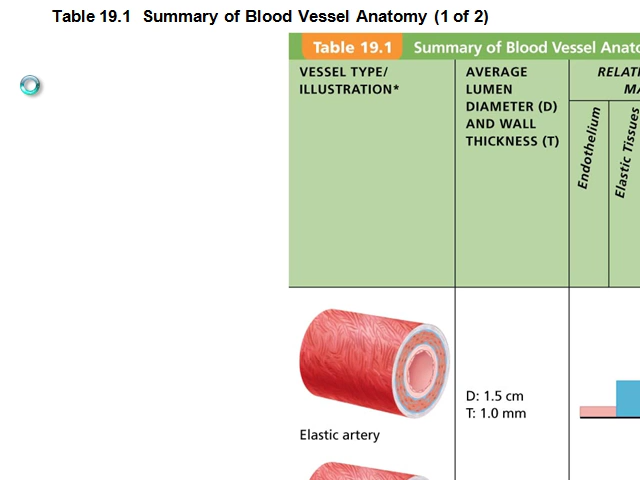 Table 19.1 Summary of Blood Vessel Anatomy (1 of 2)
Table 19.1 Summary of Blood Vessel
VESSEL TYPE/
ILLUSTRATION*
AVERAGE
LUMEN
DIAMETER (D)
AND WALL
THICKNESS (T)
Endothelium
Elastic Tissues
D: 1.5 cm
T: 1.0 mm
Elastic artery